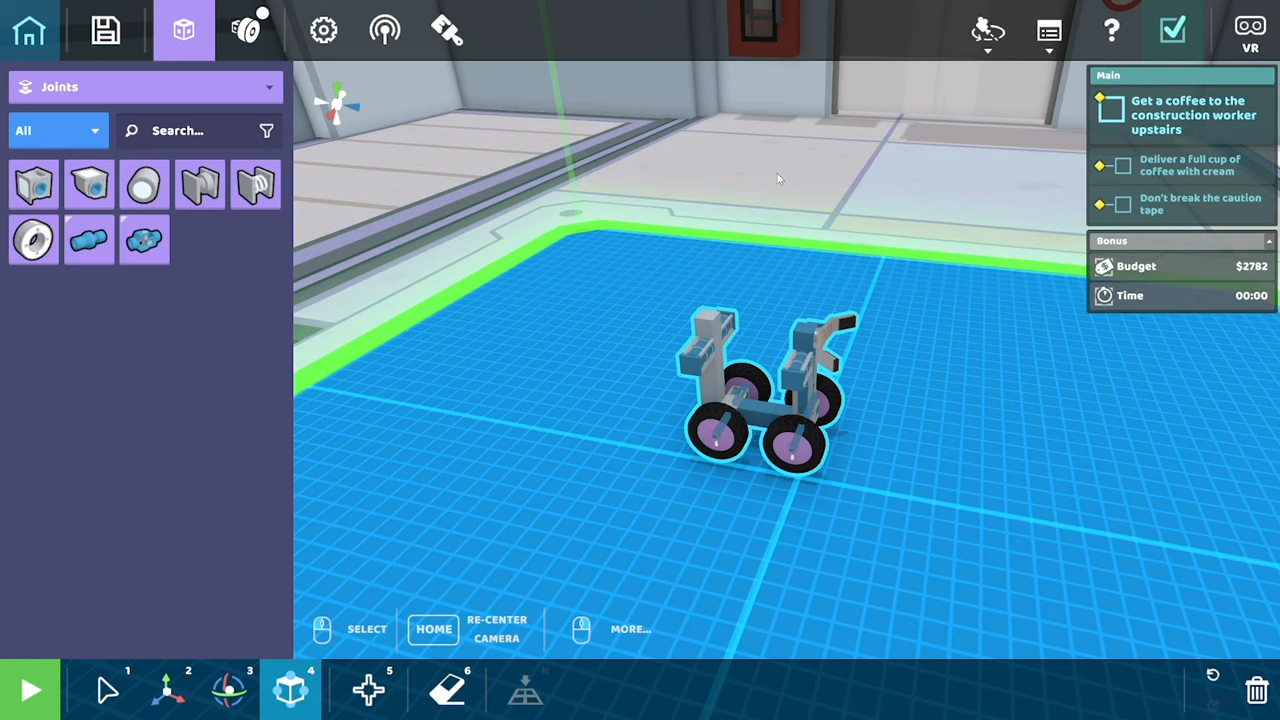 VR
Joints
All
Search...
Main
Get a coffee to the
construction worker
upstairs
Deliver a full cup of
coffee with cream
Don't break the caution
tape
Bonus
Budget
$2782
Time
00:00
SELECT
HOME
RE-CENTER
CAMERA
MORE...
1
2
3
4
5
6